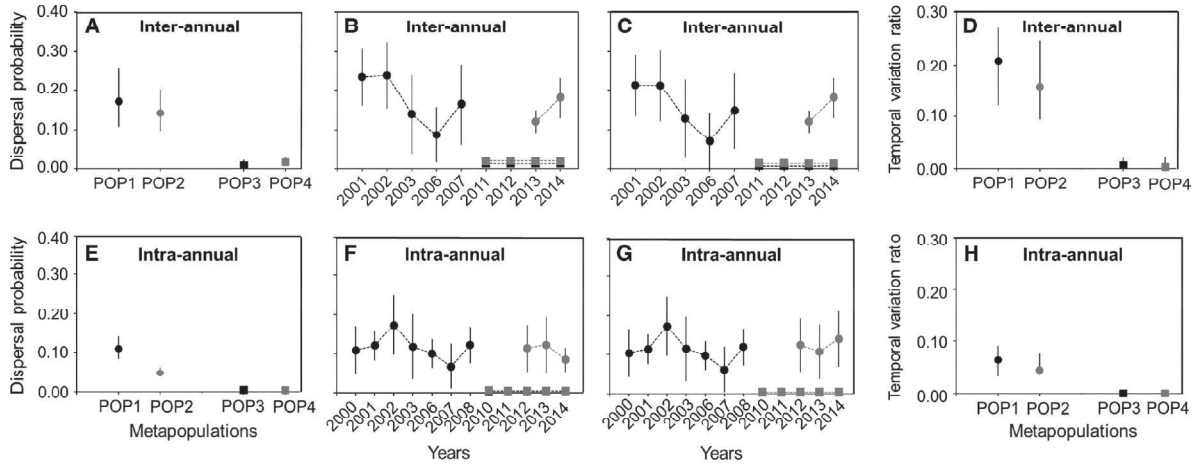 A Inter-annual
Dispersal probability
0.40
0.30
0.20
0.10
0.00
POP1 POP2 POP3 POP4
B Inter-annual
2001 2002 2003 2006 2007 2011 2012 2013 2014
C Inter-annual
2001 2002 2003 2006 2007 2011 2012 2013 2014
D Inter-annual
Temporal variation ratio
0.30
0.20
0.10
0.00
POP1 POP2 POP3 POP4
E Intra-annual
Dispersal probability
0.40
0.30
0.20
0.10
0.00
POP1 POP2 POP3 POP4
Metapopulations
F Intra-annual
2000 2001 2002 2003 2006 2007 2008 2010 2011 2012 2013 2014
Years
G Intra-annual
2000 2001 2002 2003 2006 2007 2008 2010 2011 2012 2013 2014
Years
H Intra-annual
Temporal variation ratio
0.30
0.20
0.10
0.00
POP1 POP2 POP3 POP4
Metapopulations